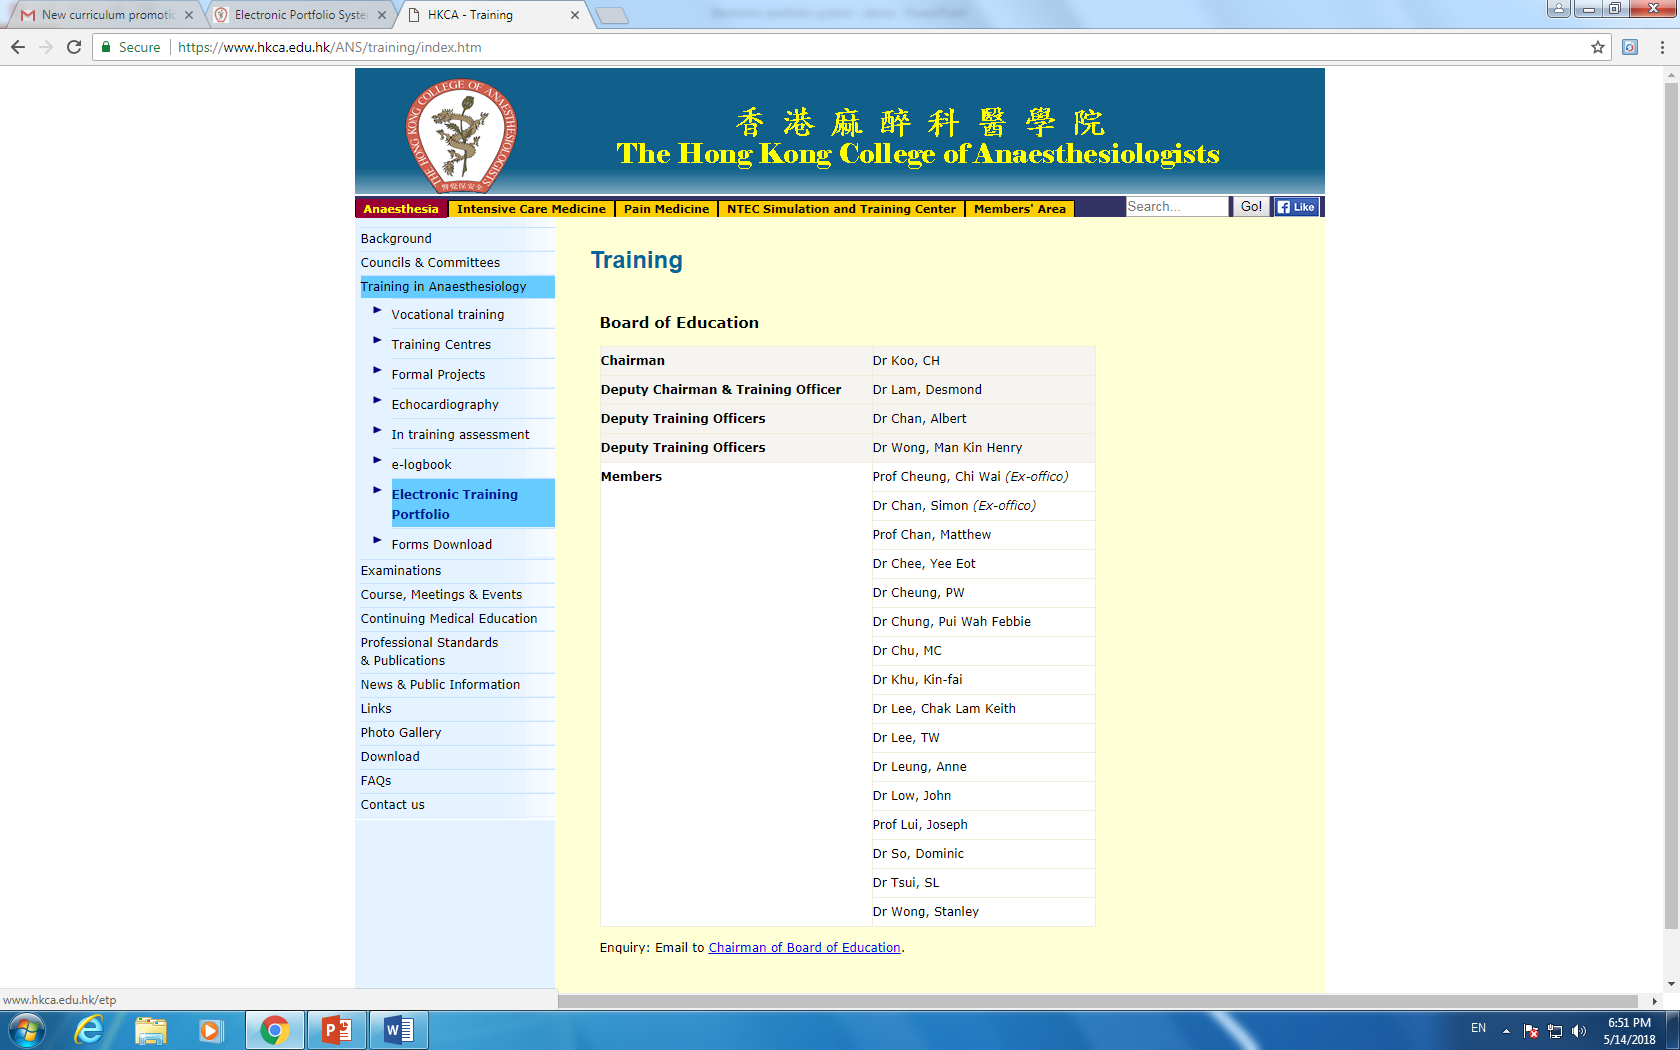 New curriculum promotic
Electronic Portfolio Syste
HKCA - Training
Secure
https://www.hkca.edu.hk/ANS/training/index.htm
THE HONG KONG COLLEGE OF ANAESTHESIOLOGISTS
香港麻醉科醫學院
The Hong Kong College of Anaesthesiologists
Anaesthesia
Intensive Care Medicine
Pain Medicine
NTEC Simulation and Training Center
Members' Area
Search...
Go!
Like
Background
Councils & Committees
Training in Anaesthesiology
Vocational training
Training Centres
Formal Projects
Echocardiography
In training assessment
e-logbook
Electronic Training
Portfolio
Forms Download
Examinations
Course, Meetings & Events
Continuing Medical Education
Professional Standards
& Publications
News & Public Information
Links
Photo Gallery
Download
FAQs
Contact us
Training
Board of Education
Chairman Dr Koo, CH
Deputy Chairman & Training Officer Dr Lam, Desmond
Deputy Training Officers Dr Chan, Albert
Deputy Training Officers Dr Wong, Man Kin Henry
Members Prof Cheung, Chi Wai (Ex-offico)
Dr Chan, Simon (Ex-offico)
Prof Chan, Matthew
Dr Chee, Yee Eot
Dr Cheung, PW
Dr Chung, Pui Wah Febbie
Dr Chu, MC
Dr Khu, Kin-fai
Dr Lee, Chak Lam Keith
Dr Lee, TW
Dr Leung, Anne
Dr Low, John
Prof Lui, Joseph
Dr So, Dominic
Dr Tsui, SL
Dr Wong, Stanley
Enquiry: Email to Chairman of Board of Education.
www.hkca.edu.hk/etp
EN
6:51 PM
5/14/2018